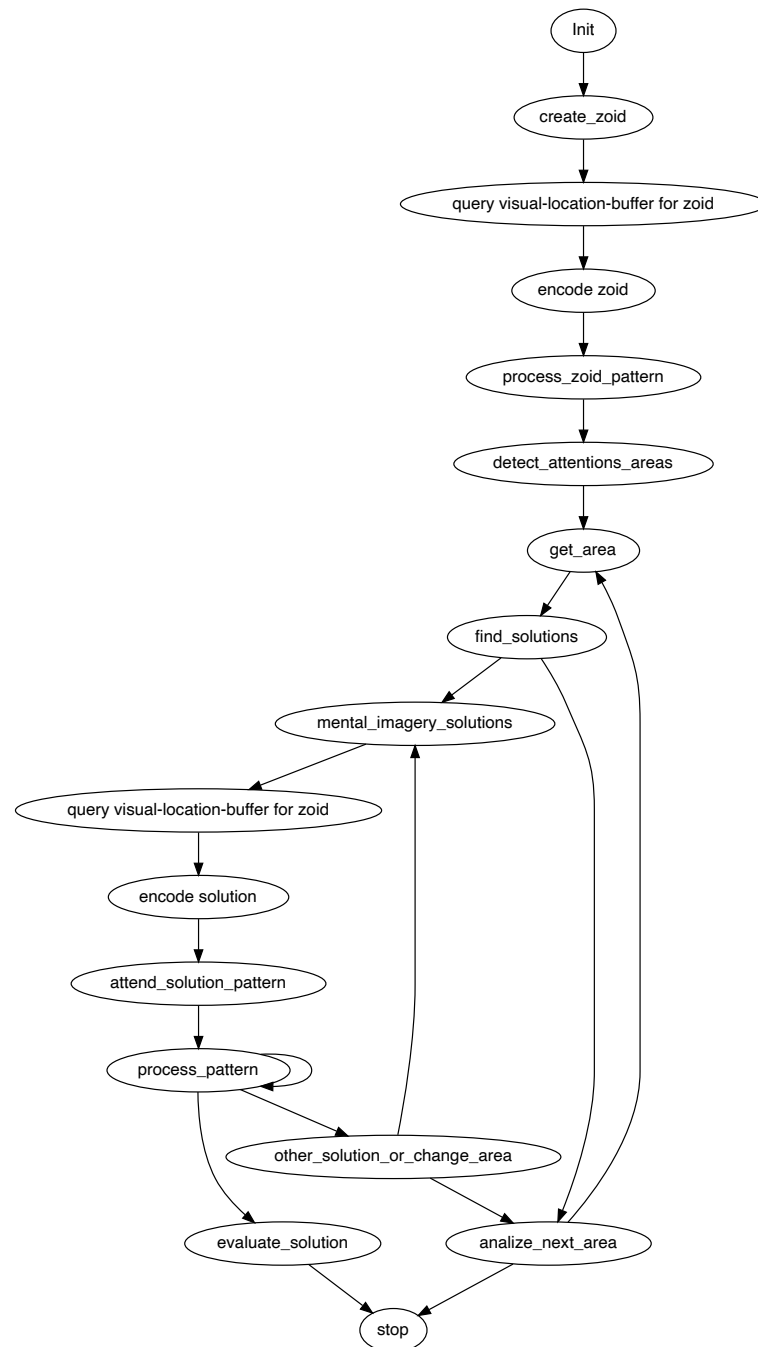 Init
create_zoid
query visual-location-buffer for zoid
encode zoid
process_zoid_pattern
detect_attentions_areas
get_area
find_solutions
mental_imagery_solutions
query visual-location-buffer for zoid
encode solution
attend_solution_pattern
process_pattern
other_solution_or_change_area
evaluate_solution
analize_next_area
stop